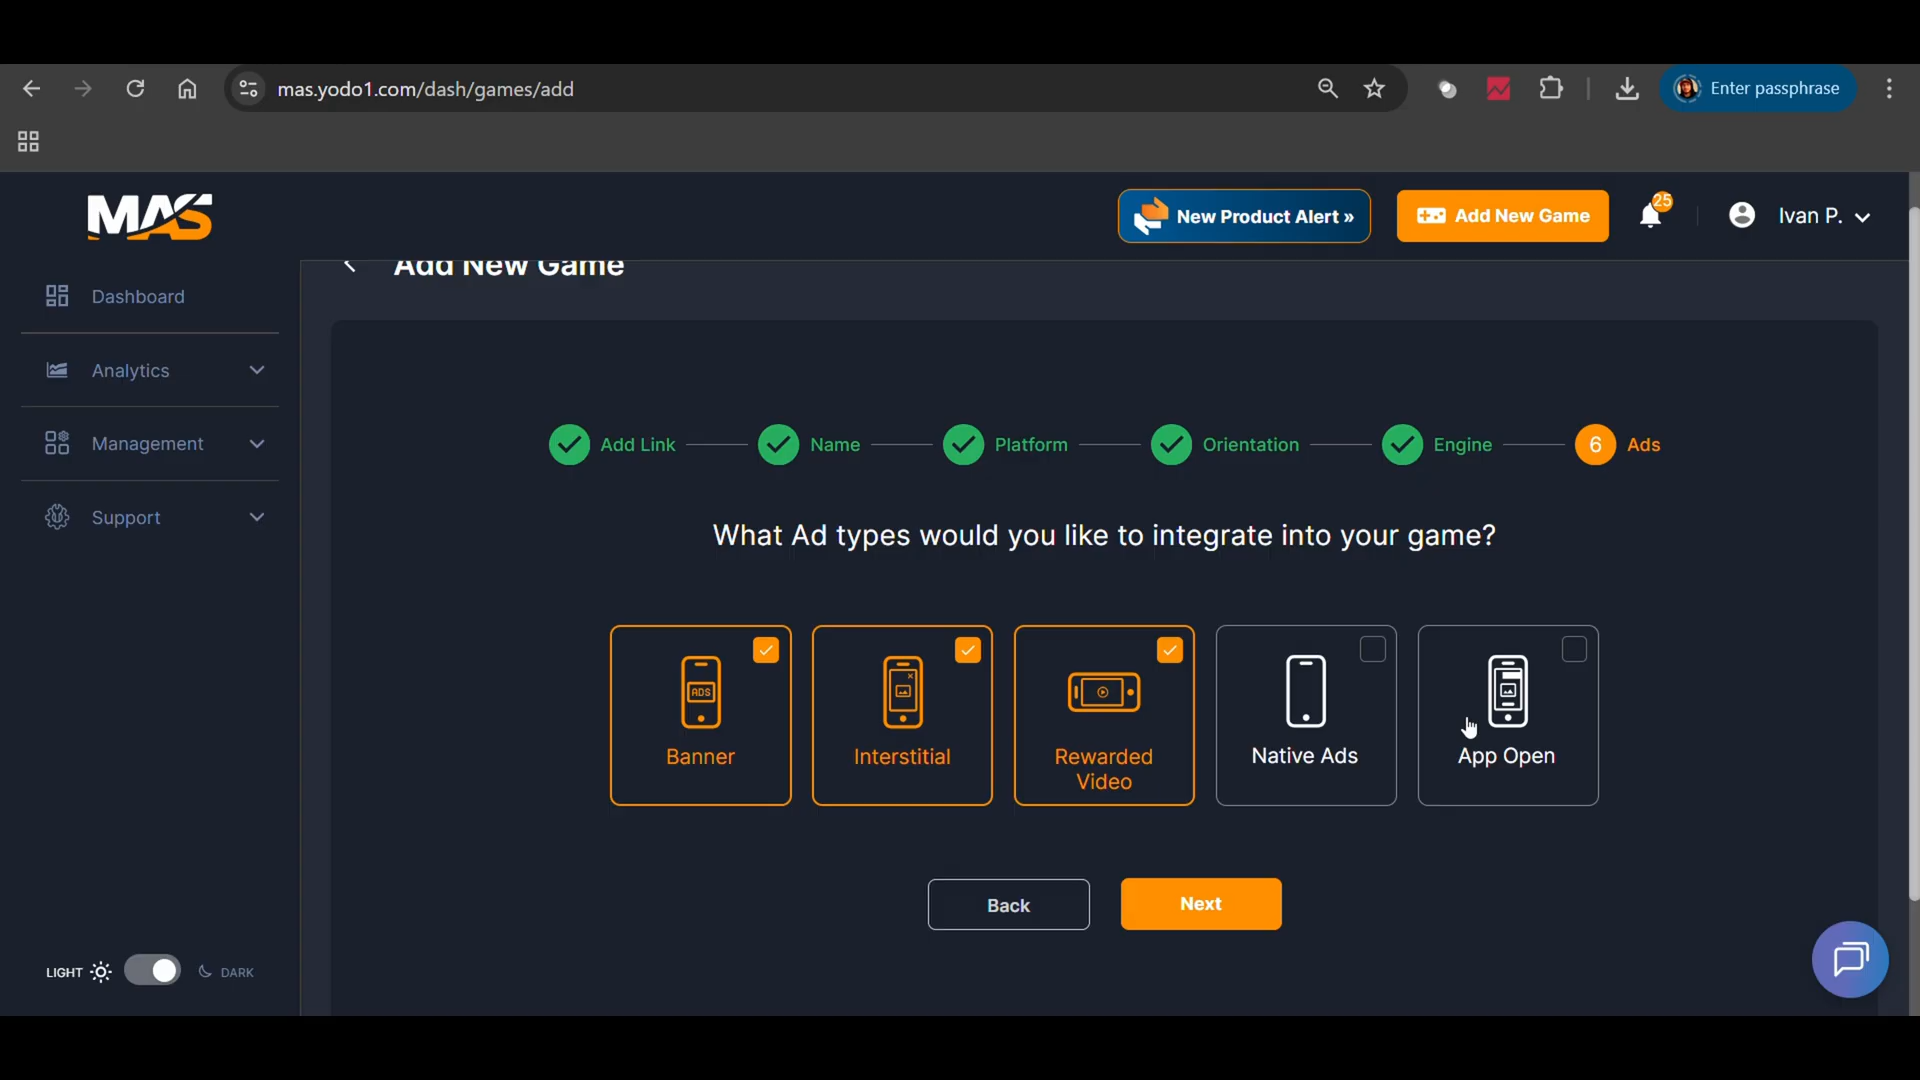 mas.yodo1.com/dash/games/add
Enter passphrase
MAS
New Product Alert »
Add New Game
25
Ivan P.
Add New Game
Dashboard
Analytics
Management
Support
Add Link
Name
Platform
Orientation
Engine
6
Ads
What Ad types would you like to integrate into your game?
ADS
Banner
Interstitial
Rewarded
Video
Native Ads
App Open
Back
Next
LIGHT
DARK